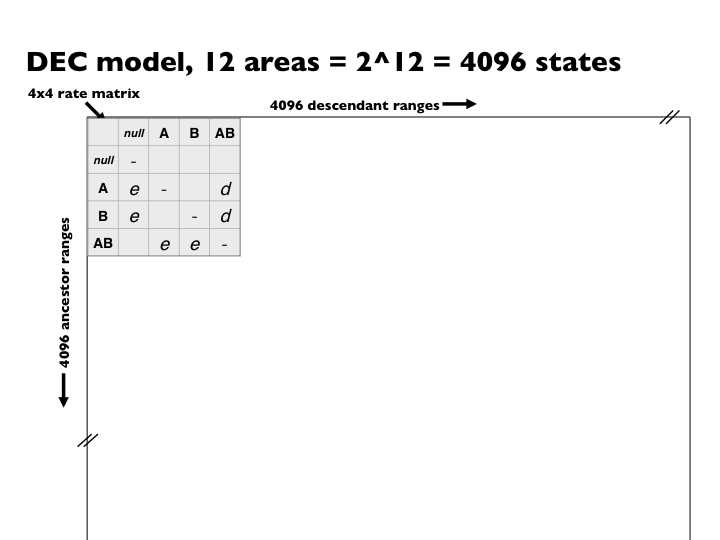 DEC model, 12 areas = 2^12 = 4096 states
4x4 rate matrix
4096 descendant ranges
null A B AB
null -
A e - d
B e - d
AB e e -
4096 ancestor ranges